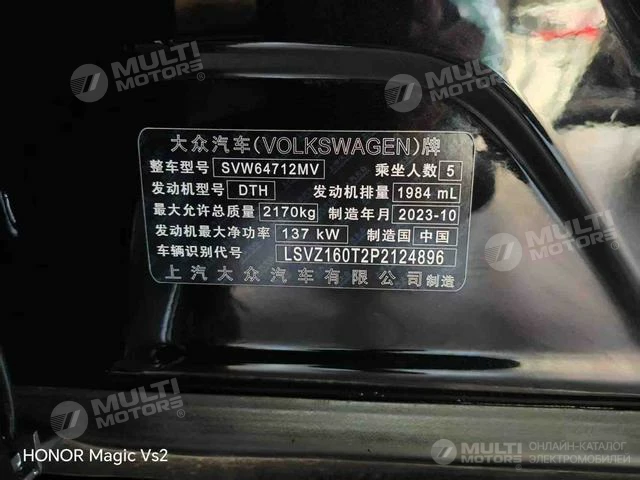 MULTI MOTORS
MULTI MOTORS
MULTI MOTORS
大众汽车(VOLKSWAGEN)牌
整车型号 SVW64712MV 乘坐人数 5
发动机型号 DTH 发动机排量 1984 mL
最大允许总质量 2170kg 制造年月 2023-10
发动机最大净功率 137 kW 制造国 中国
车辆识别代号 LSVZ160T2P2124896
上汽大众汽车有限公司制造
MULTI MOTORS
MULTI MOTORS
MULTI MOTORS
MULTI MOTORS ОНЛАЙН-КАТАЛОГ ЭЛЕКТРОМОБИЛЕЙ
HONOR Magic Vs2